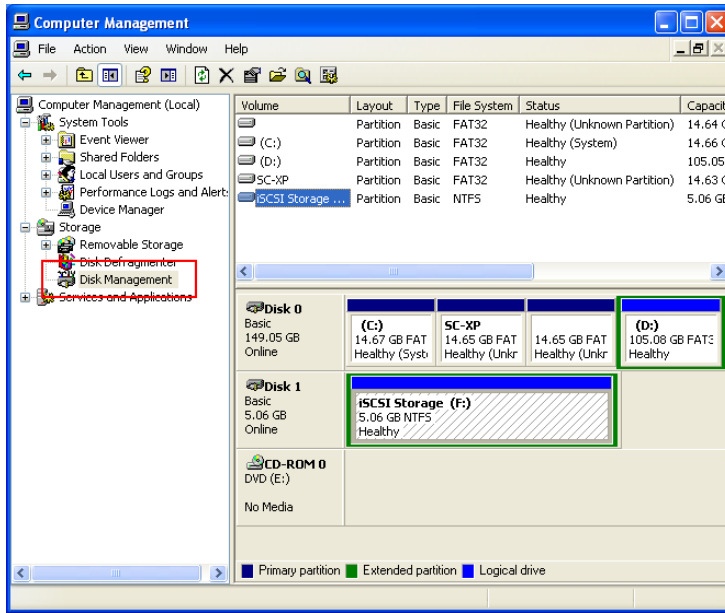 Computer Management
File Action View Window Help
Computer Management (Local)
System Tools
Event Viewer
Shared Folders
Local Users and Groups
Performance Logs and Alert:
Device Manager
Storage
Removable Storage
Disk Defragmenter
Disk Management
Services and Applications
Volume Layout Type File System Status Capacit
Partition Basic FAT32 Healthy (Unknown Partition) 14.64 G
(C:) Partition Basic FAT32 Healthy (System) 14.66 G
(D:) Partition Basic FAT32 Healthy 105.05
SC-XP Partition Basic FAT32 Healthy (Unknown Partition) 14.63 G
iSCSI Storage ... Partition Basic NTFS Healthy 5.06 GB
Disk 0
Basic
149.05 GB
Online
(C:)
14.67 GB FAT
Healthy (Syst
SC-XP
14.65 GB FAT
Healthy (Unkr
14.65 GB FAT
Healthy (Unkr
(D:)
105.08 GB FAT3
Healthy
Disk 1
Basic
5.06 GB
Online
iSCSI Storage (F:)
5.06 GB NTFS
Healthy
CD-ROM 0
DVD (E:)
No Media
Primary partition Extended partition Logical drive